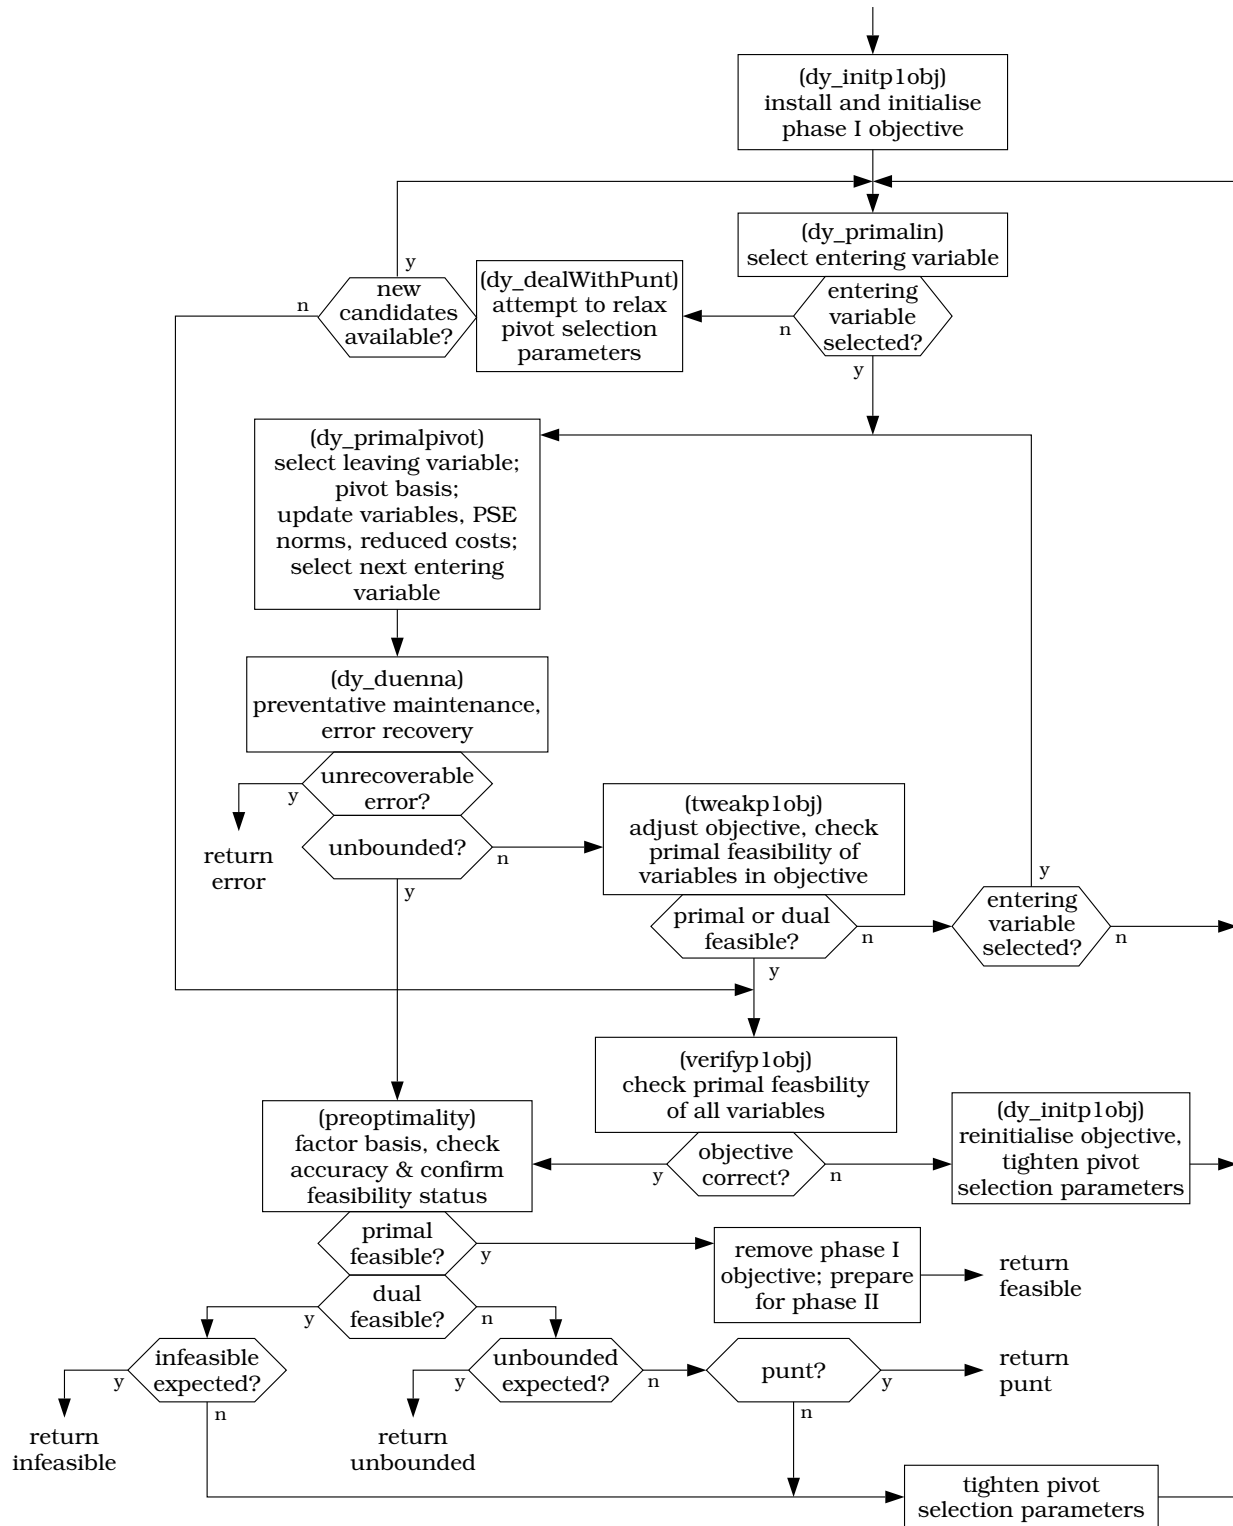 (dy_initp1obj)
install and initialise
phase I objective
(dy_primalin)
select entering variable
entering
variable
selected?
n
y
(dy_dealWithPunt)
attempt to relax
pivot selection
parameters
new
candidates
available?
y
n
(dy_primalpivot)
select leaving variable;
pivot basis;
update variables, PSE
norms, reduced costs;
select next entering
variable
(dy_duenna)
preventative maintenance,
error recovery
unrecoverable
error?
y
return
error
unbounded?
n
y
(tweakp1obj)
adjust objective, check
primal feasibility of
variables in objective
primal or dual
feasible?
n
y
entering
variable
selected?
y
n
(verifyp1obj)
check primal feasbility
of all variables
objective
correct?
y
n
(dy_initp1obj)
reinitialise objective,
tighten pivot
selection parameters
(preoptimality)
factor basis, check
accuracy & confirm
feasibility status
primal
feasible?
y
remove phase I
objective; prepare
for phase II
return
feasible
dual
feasible?
y
n
infeasible
expected?
y
n
return
infeasible
unbounded
expected?
y
n
return
unbounded
punt?
y
n
return
punt
tighten pivot
selection parameters